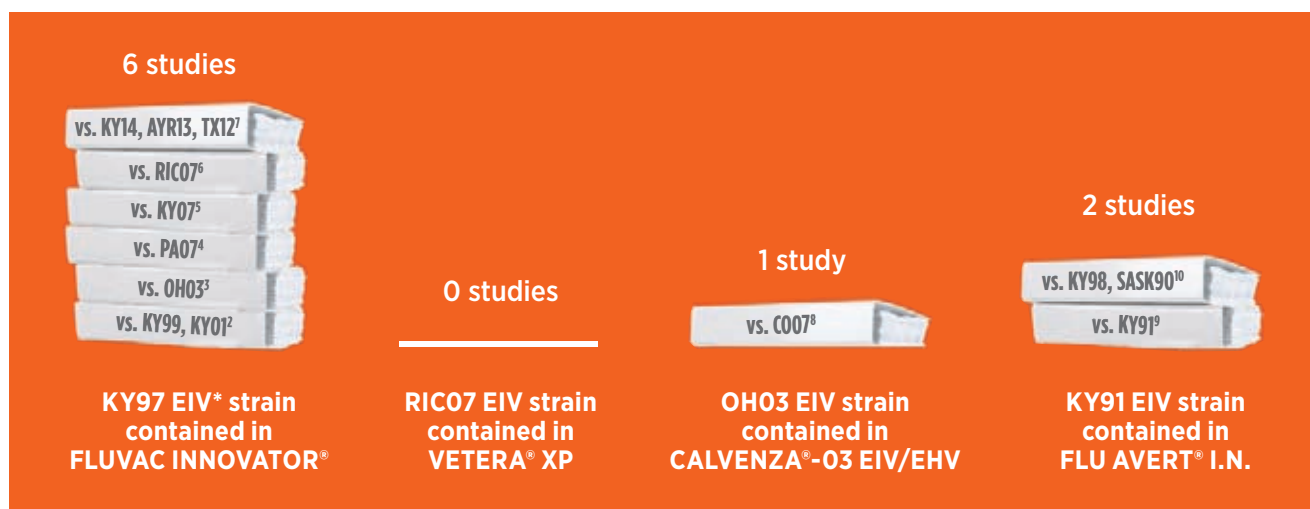 6 studies
vs. KY14, AYR13, TX12⁷
vs. RIC07⁶
vs. KY07⁵
vs. PA07⁴
vs. OH03³
vs. KY99, KY01²
KY97 EIV* strain
contained in
FLUVAC INNOVATOR®
0 studies
RIC07 EIV strain
contained in
VETERA® XP
1 study
vs. CO07⁸
OH03 EIV strain
contained in
CALVENZA®-03 EIV/EHV
2 studies
vs. KY98, SASK90¹⁰
vs. KY91⁹
KY91 EIV strain
contained in
FLU AVERT® I.N.